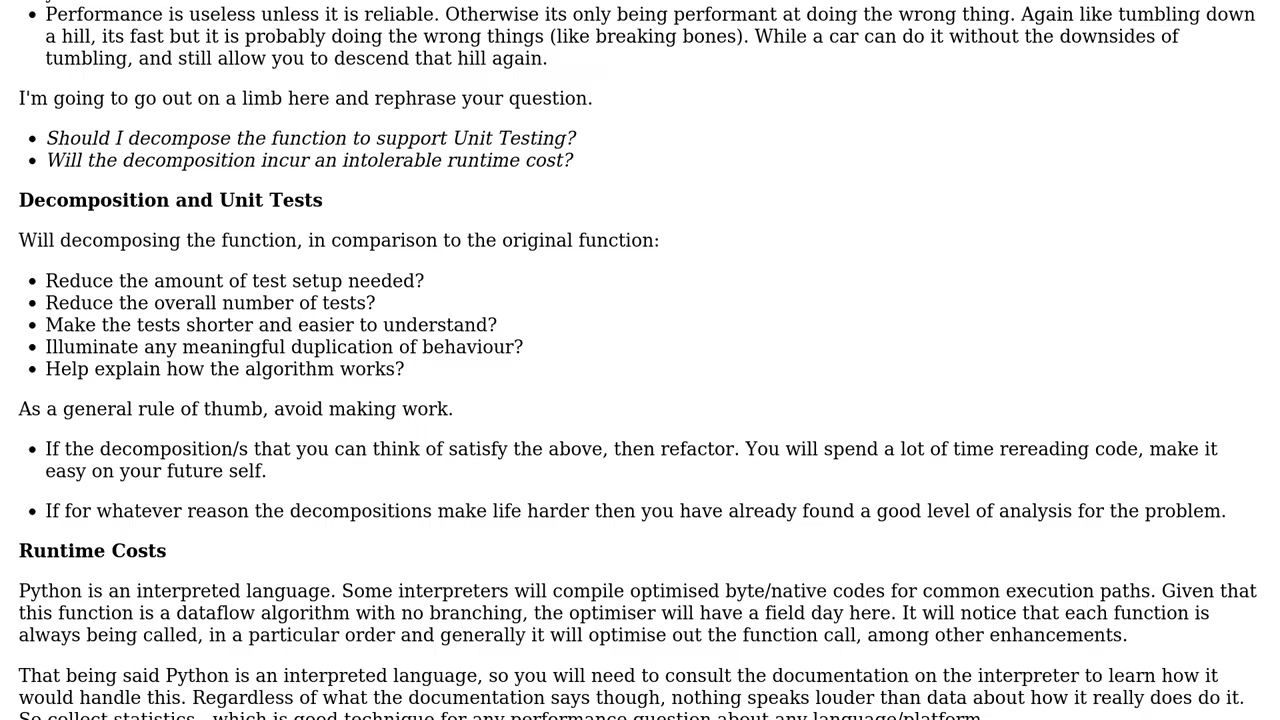 • Performance is useless unless it is reliable. Otherwise its only being performant at doing the wrong thing. Again like tumbling down
a hill, its fast but it is probably doing the wrong things (like breaking bones). While a car can do it without the downsides of
tumbling, and still allow you to descend that hill again.
I'm going to go out on a limb here and rephrase your question.
• Should I decompose the function to support Unit Testing?
• Will the decomposition incur an intolerable runtime cost?
Decomposition and Unit Tests
Will decomposing the function, in comparison to the original function:
• Reduce the amount of test setup needed?
• Reduce the overall number of tests?
• Make the tests shorter and easier to understand?
• Illuminate any meaningful duplication of behaviour?
• Help explain how the algorithm works?
As a general rule of thumb, avoid making work.
• If the decomposition/s that you can think of satisfy the above, then refactor. You will spend a lot of time rereading code, make it
easy on your future self.
• If for whatever reason the decompositions make life harder then you have already found a good level of analysis for the problem.
Runtime Costs
Python is an interpreted language. Some interpreters will compile optimised byte/native codes for common execution paths. Given that
this function is a dataflow algorithm with no branching, the optimiser will have a field day here. It will notice that each function is
always being called, in a particular order and generally it will optimise out the function call, among other enhancements.
That being said Python is an interpreted language, so you will need to consult the documentation on the interpreter to learn how it
would handle this. Regardless of what the documentation says though, nothing speaks louder than data about how it really does do it.
So collect statistics - which is good technique for any performance question about any language/platform.